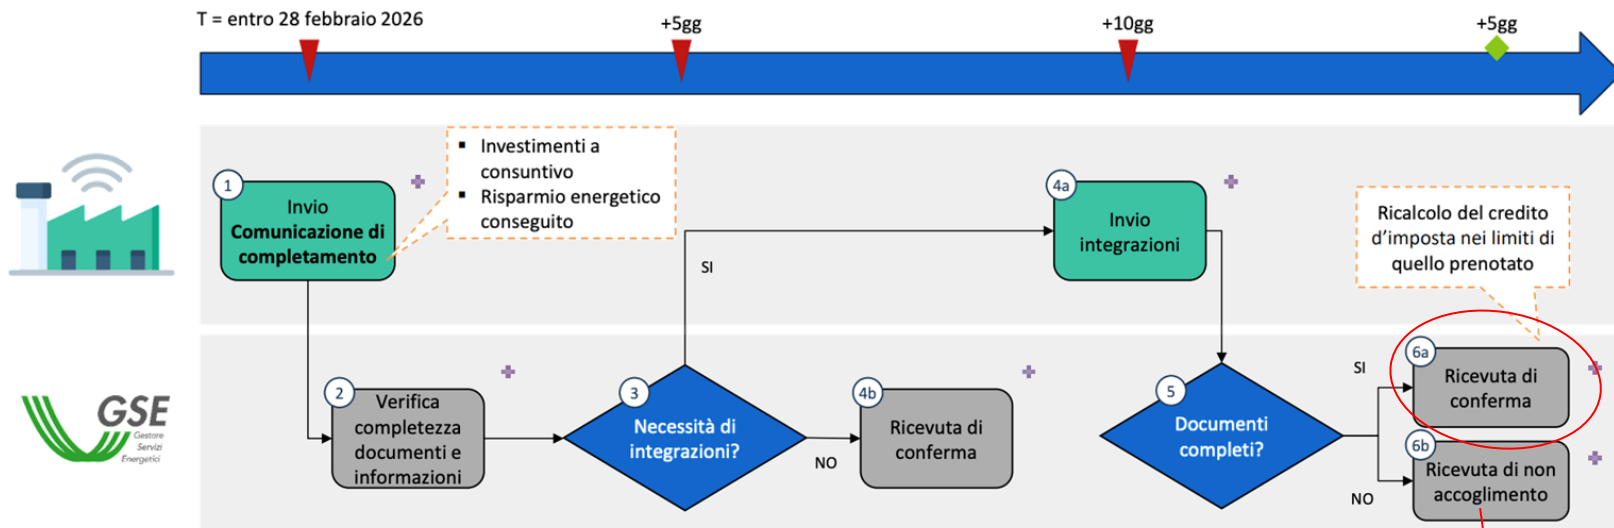 T = entro 28 febbraio 2026
+5gg
+10gg
+5gg
1
Invio
Comunicazione di
completamento
▪ Investimenti a
consuntivo
▪ Risparmio energetico
conseguito
4a
Invio
integrazioni
Ricalcolo del credito
d'imposta nei limiti di
quello prenotato
SI
GSE
Gestore
Servizi
Energetici
2
Verifica
completezza
documenti e
informazioni
3
Necessità di
integrazioni?
NO
4b
Ricevuta di
conferma
5
Documenti
completi?
SI
NO
6a
Ricevuta di
conferma
6b
Ricevuta di non
accoglimento